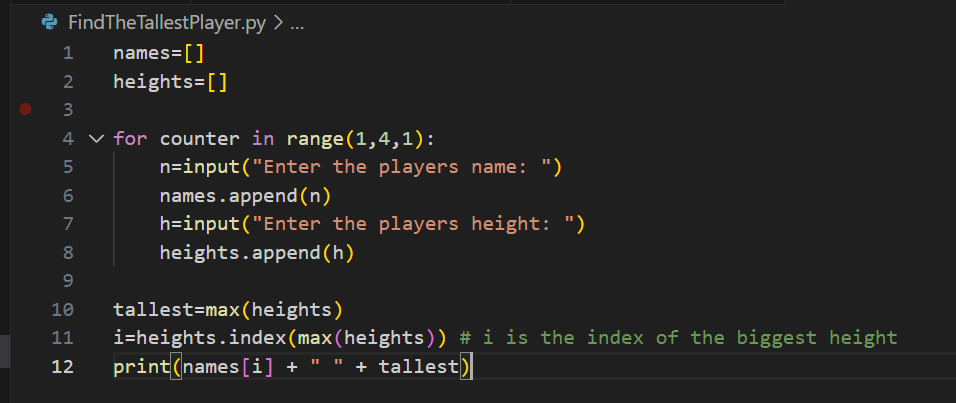 FindTheTallestPlayer.py > ...
1 names=[]
2 heights=[]
3
4 for counter in range(1,4,1):
5 n=input("Enter the players name: ")
6 names.append(n)
7 h=input("Enter the players height: ")
8 heights.append(h)
9
10 tallest=max(heights)
11 i=heights.index(max(heights)) # i is the index of the biggest height
12 print(names[i] + " " + tallest)